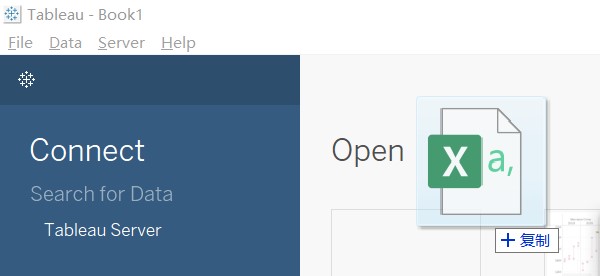 Tableau - Book1
File Data Server Help
Connect
Open
X a,
Search for Data
Tableau Server
+ 复制